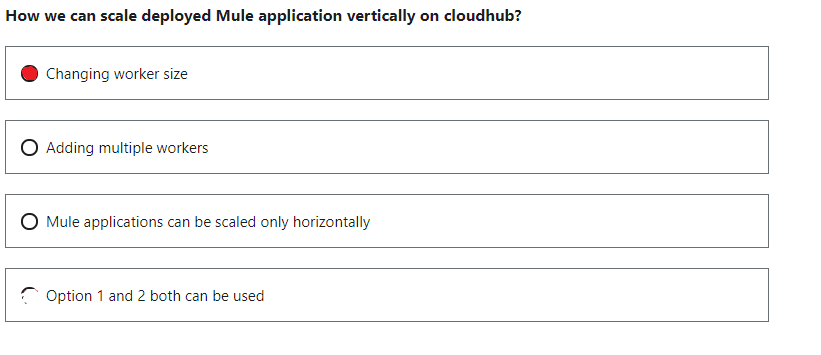 How we can scale deployed Mule application vertically on cloudhub?
Changing worker size
Adding multiple workers
Mule applications can be scaled only horizontally
Option 1 and 2 both can be used